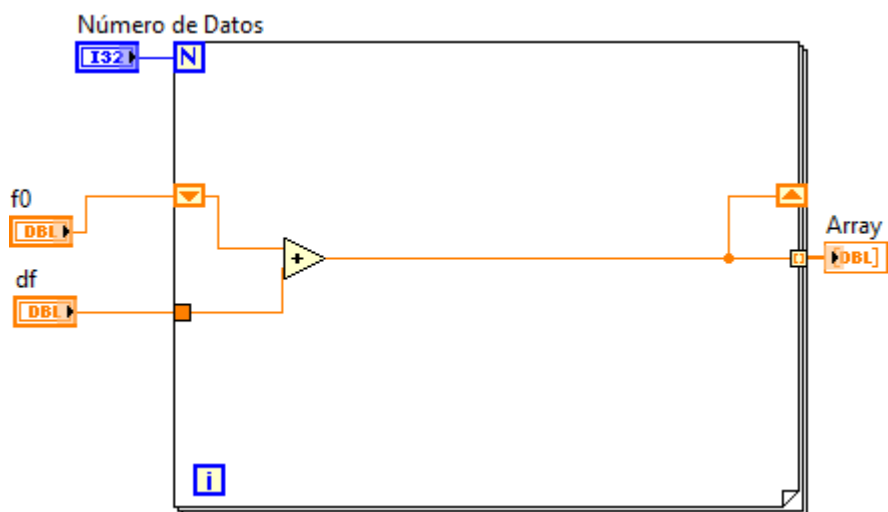 Número de Datos
I32
N
f0
DBL
+
Array
[DBL]
df
DBL
i